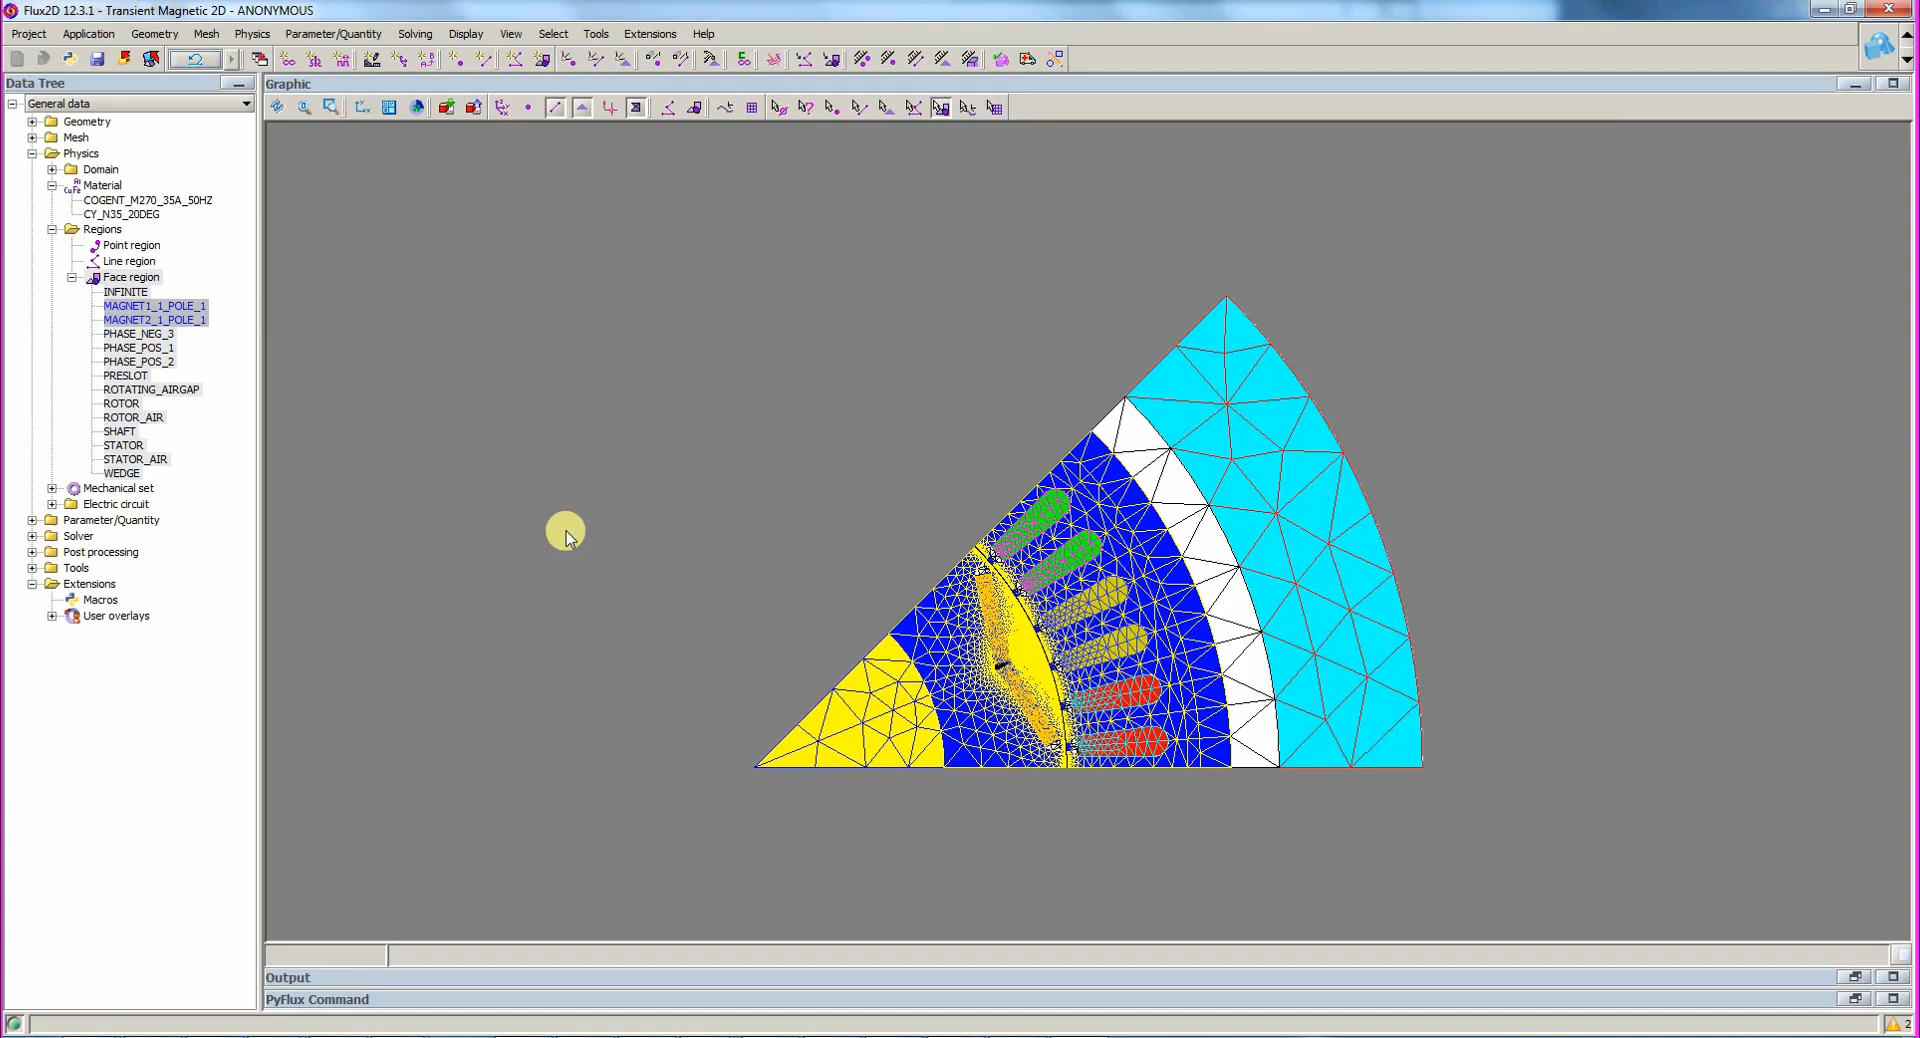 Flux2D 12.3.1 - Transient Magnetic 2D - ANONYMOUS
Project Application Geometry Mesh Physics Parameter/Quantity Solving Display View Select Tools Extensions Help
Data Tree
Graphic
General data
Geometry
Mesh
Physics
Domain
Material
COGENT_M270_35A_50HZ
CY_N35_20DEG
Regions
Point region
Line region
Face region
INFINITE
MAGNET1_1_POLE_1
MAGNET2_1_POLE_1
PHASE_NEG_3
PHASE_POS_1
PHASE_POS_2
PRESLOT
ROTATING_AIRGAP
ROTOR
ROTOR_AIR
SHAFT
STATOR
STATOR_AIR
WEDGE
Mechanical set
Electric circuit
Parameter/Quantity
Solver
Post processing
Tools
Extensions
Macros
User overlays
Output
PyFlux Command
2